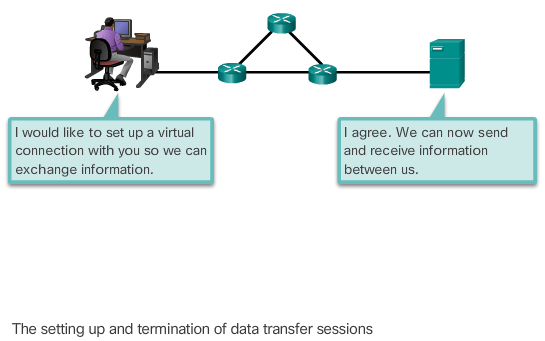 I would like to set up a virtual
connection with you so we can
exchange information.
I agree. We can now send
and receive information
between us.
The setting up and termination of data transfer sessions